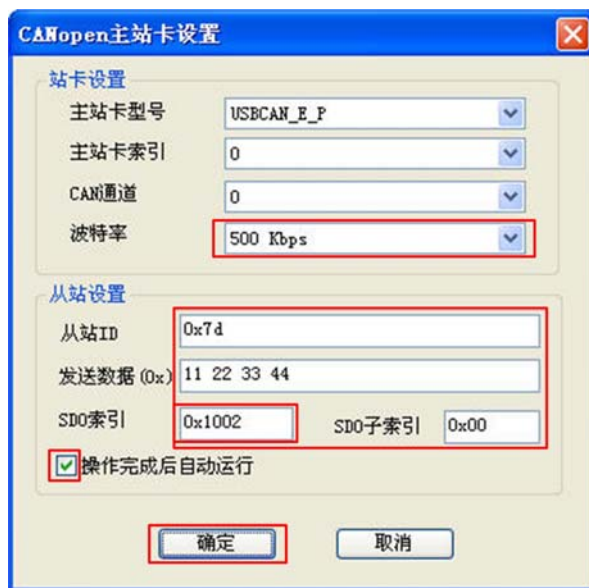 CANopen主站卡设置
站卡设置
主站卡型号 USBCAN_E_P
主站卡索引 0
CAN通道 0
波特率 500 Kbps
从站设置
从站ID 0x7d
发送数据(0x) 11 22 33 44
SDO索引 0x1002 SDO子索引 0x00
操作完成后自动运行
确定 取消